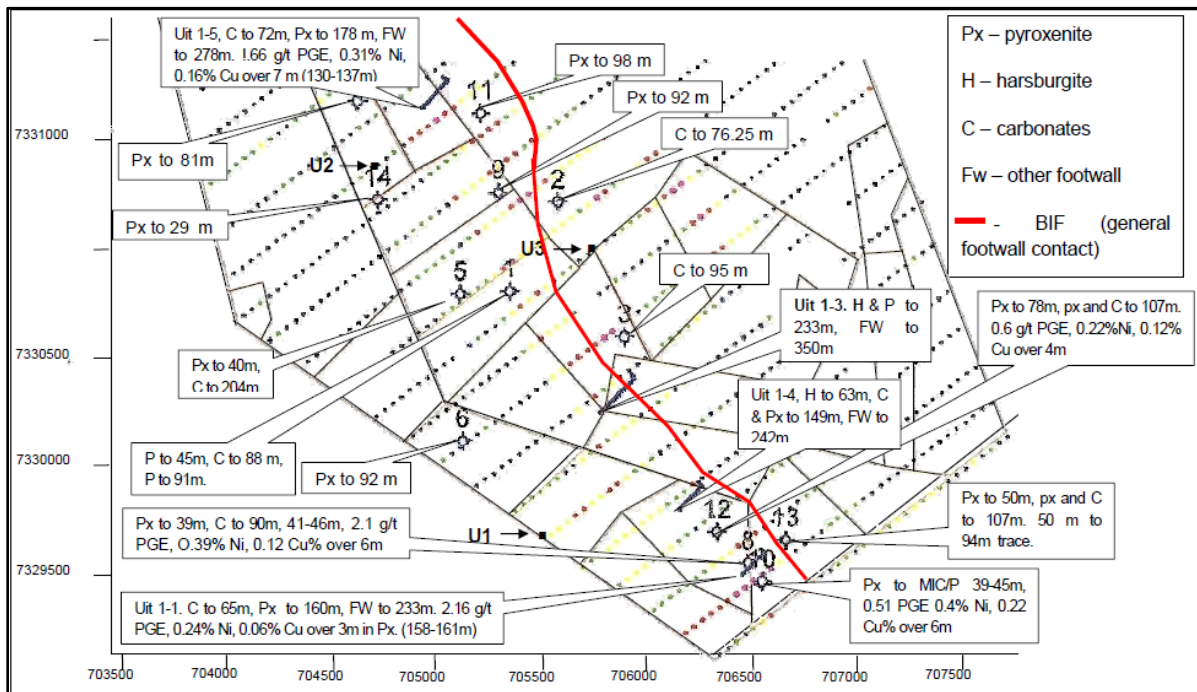 Uit 1-5, C to 72m, Px to 178 m, FW
to 278m. !.66 g/t PGE, 0.31% Ni,
0.16% Cu over 7 m (130-137m)
Px to 98 m
Px to 92 m
C to 76.25 m
Px – pyroxenite
H – harsburgite
C – carbonates
Fw – other footwall
- BIF (general
footwall contact)
11
7331000
Px to 81m
U2
14
9
2
Px to 29 m
U3
5
1
C to 95 m
3
Uit 1-3. H & P to
233m, FW to
350m
Px to 78m, px and C to 107m.
0.6 g/t PGE, 0.22%Ni, 0.12%
Cu over 4m
7330500
Px to 40m,
C to 204m
Uit 1-4, H to 63m, C
& Px to 149m, FW to
242m
6
P to 45m, C to 88 m,
P to 91m.
Px to 92 m
7330000
Px to 39m, C to 90m, 41-46m, 2.1 g/t
PGE, O.39% Ni, 0.12 Cu% over 6m
U1
12
13
8
10
Px to 50m, px and C
to 107m. 50 m to
94m trace.
7329500
Uit 1-1. C to 65m, Px to 160m, FW to 233m. 2.16 g/t
PGE, 0.24% Ni, 0.06% Cu over 3m in Px. (158-161m)
Px to MIC/P 39-45m,
0.51 PGE 0.4% Ni, 0.22
Cu% over 6m
703500 704000 704500 705000 705500 706000 706500 707000 707500